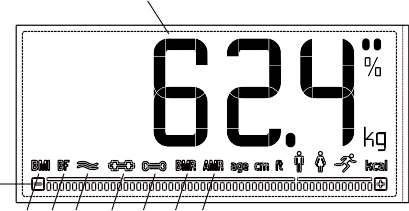 62.4 " %
kg
BMI BF BMR AMR age cm ft kcal
- +